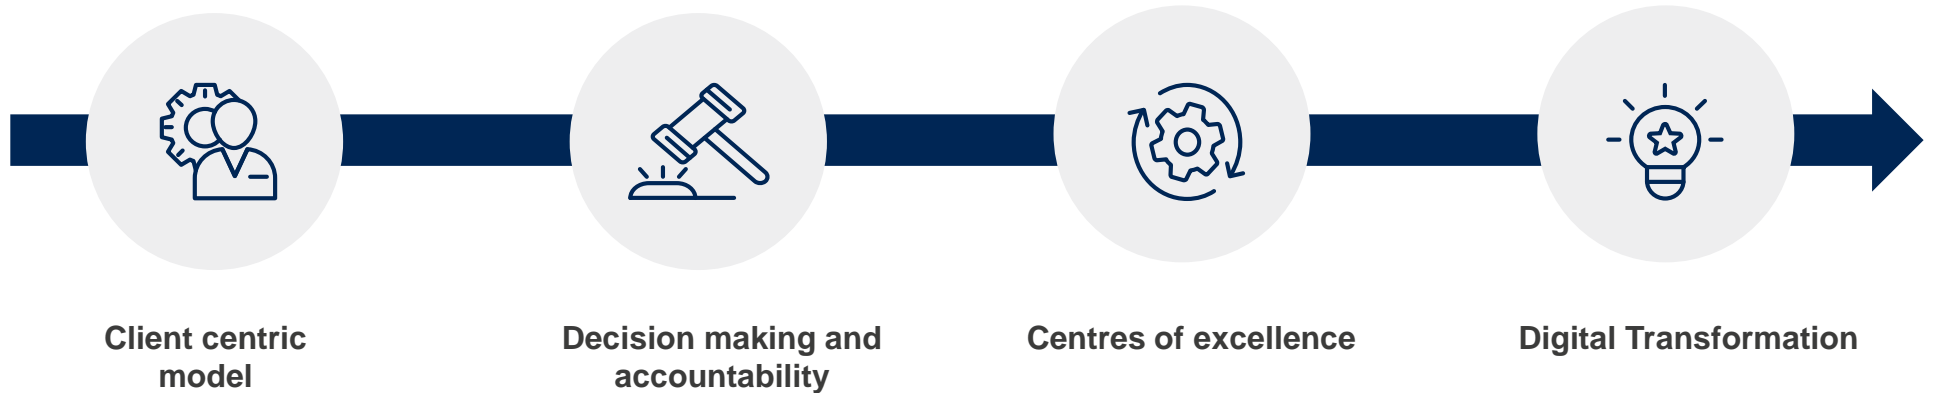 Client centric
model
Decision making and
accountability
Centres of excellence
Digital Transformation